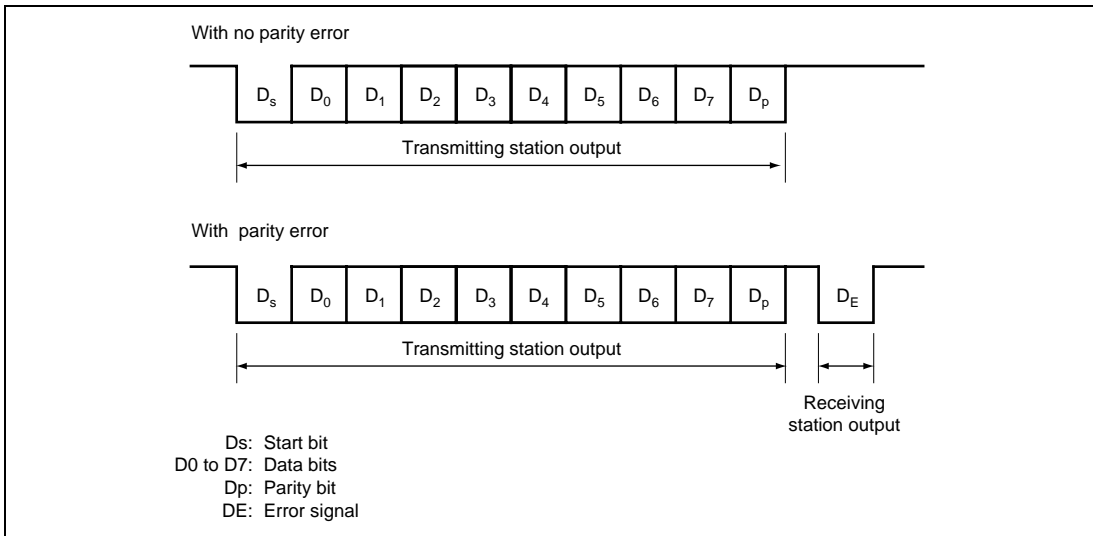 With no parity error
Ds D0 D1 D2 D3 D4 D5 D6 D7 Dp
Transmitting station output
With parity error
Ds D0 D1 D2 D3 D4 D5 D6 D7 Dp DE
Transmitting station output
Receiving
station output
Ds: Start bit
D0 to D7: Data bits
Dp: Parity bit
DE: Error signal